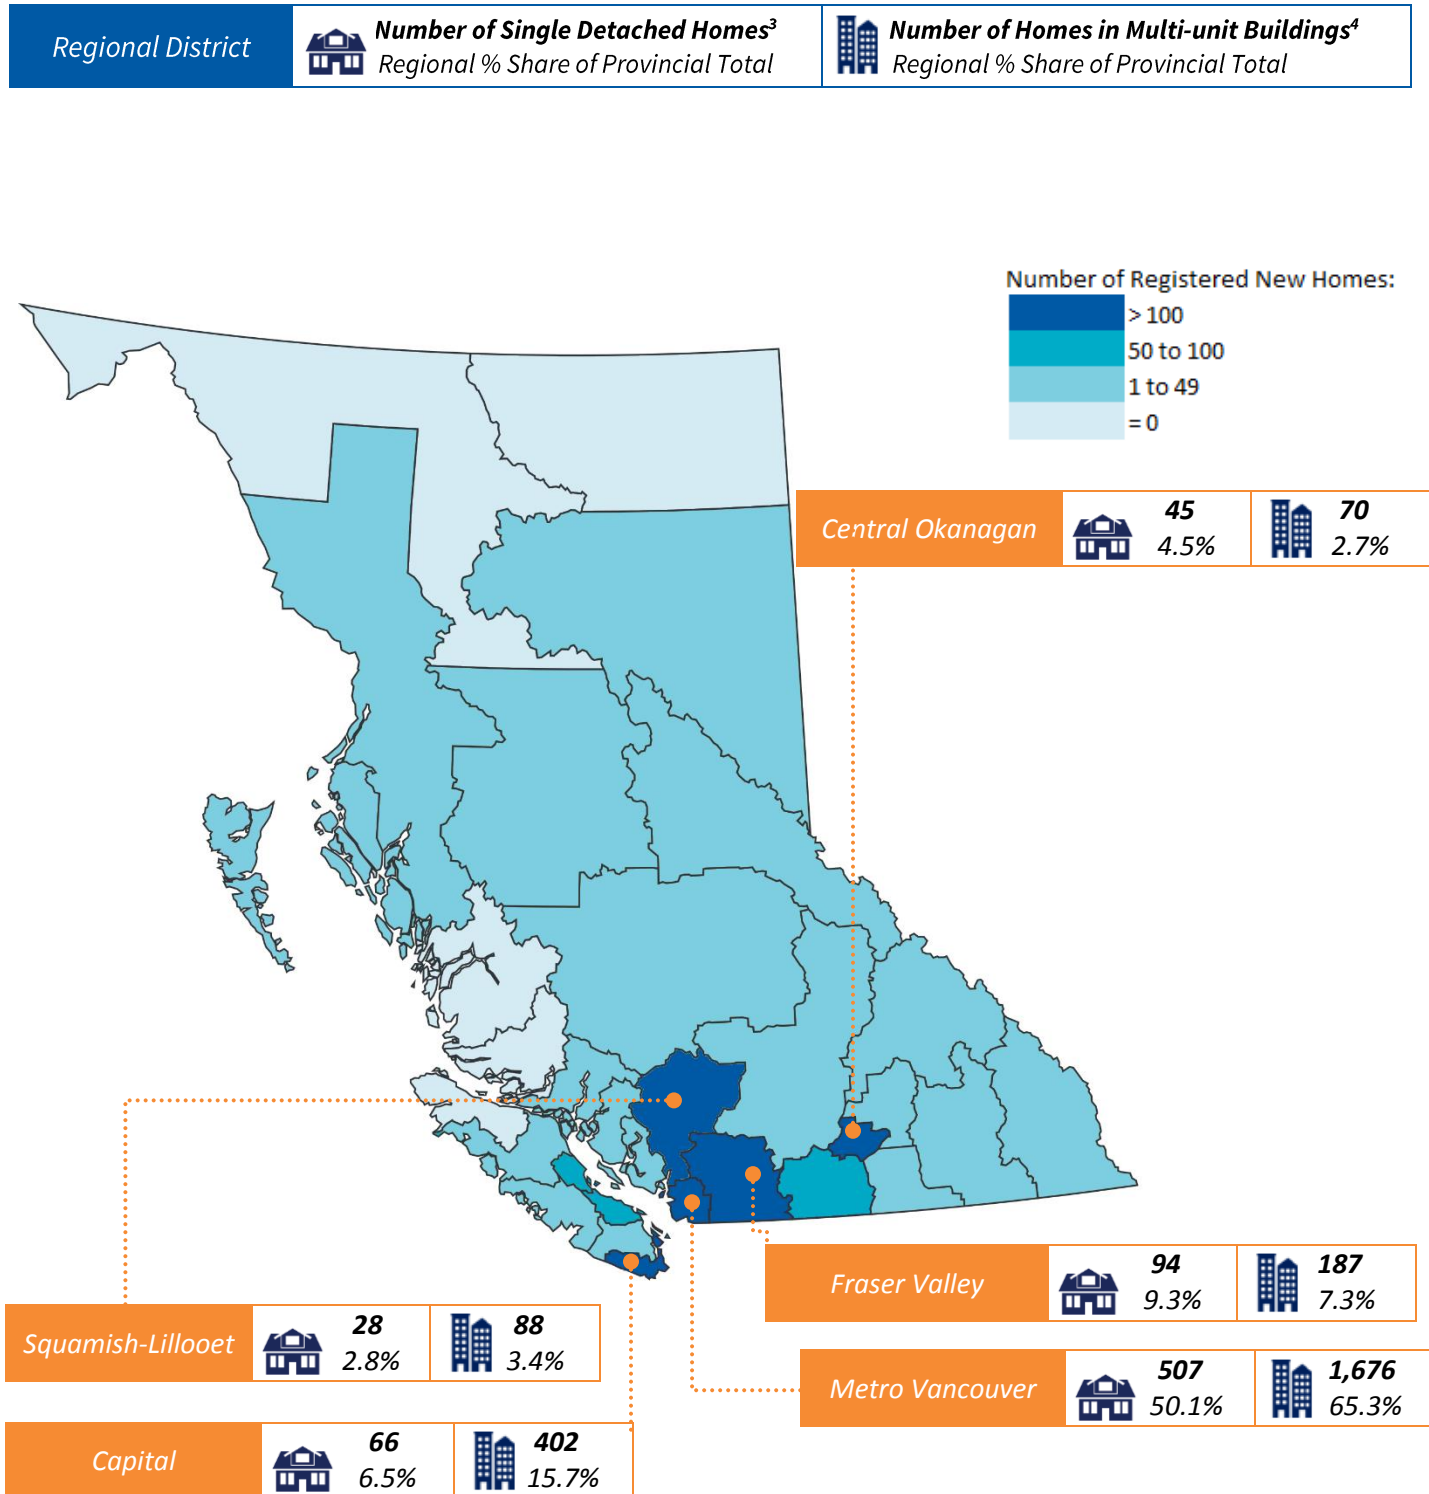 Regional District
Number of Single Detached Homes³
Regional % Share of Provincial Total
Number of Homes in Multi-unit Buildings⁴
Regional % Share of Provincial Total
Number of Registered New Homes:
> 100
50 to 100
1 to 49
= 0
Central Okanagan
45
4.5%
70
2.7%
Fraser Valley
94
9.3%
187
7.3%
Squamish-Lillooet
28
2.8%
88
3.4%
Metro Vancouver
507
50.1%
1,676
65.3%
Capital
66
6.5%
402
15.7%